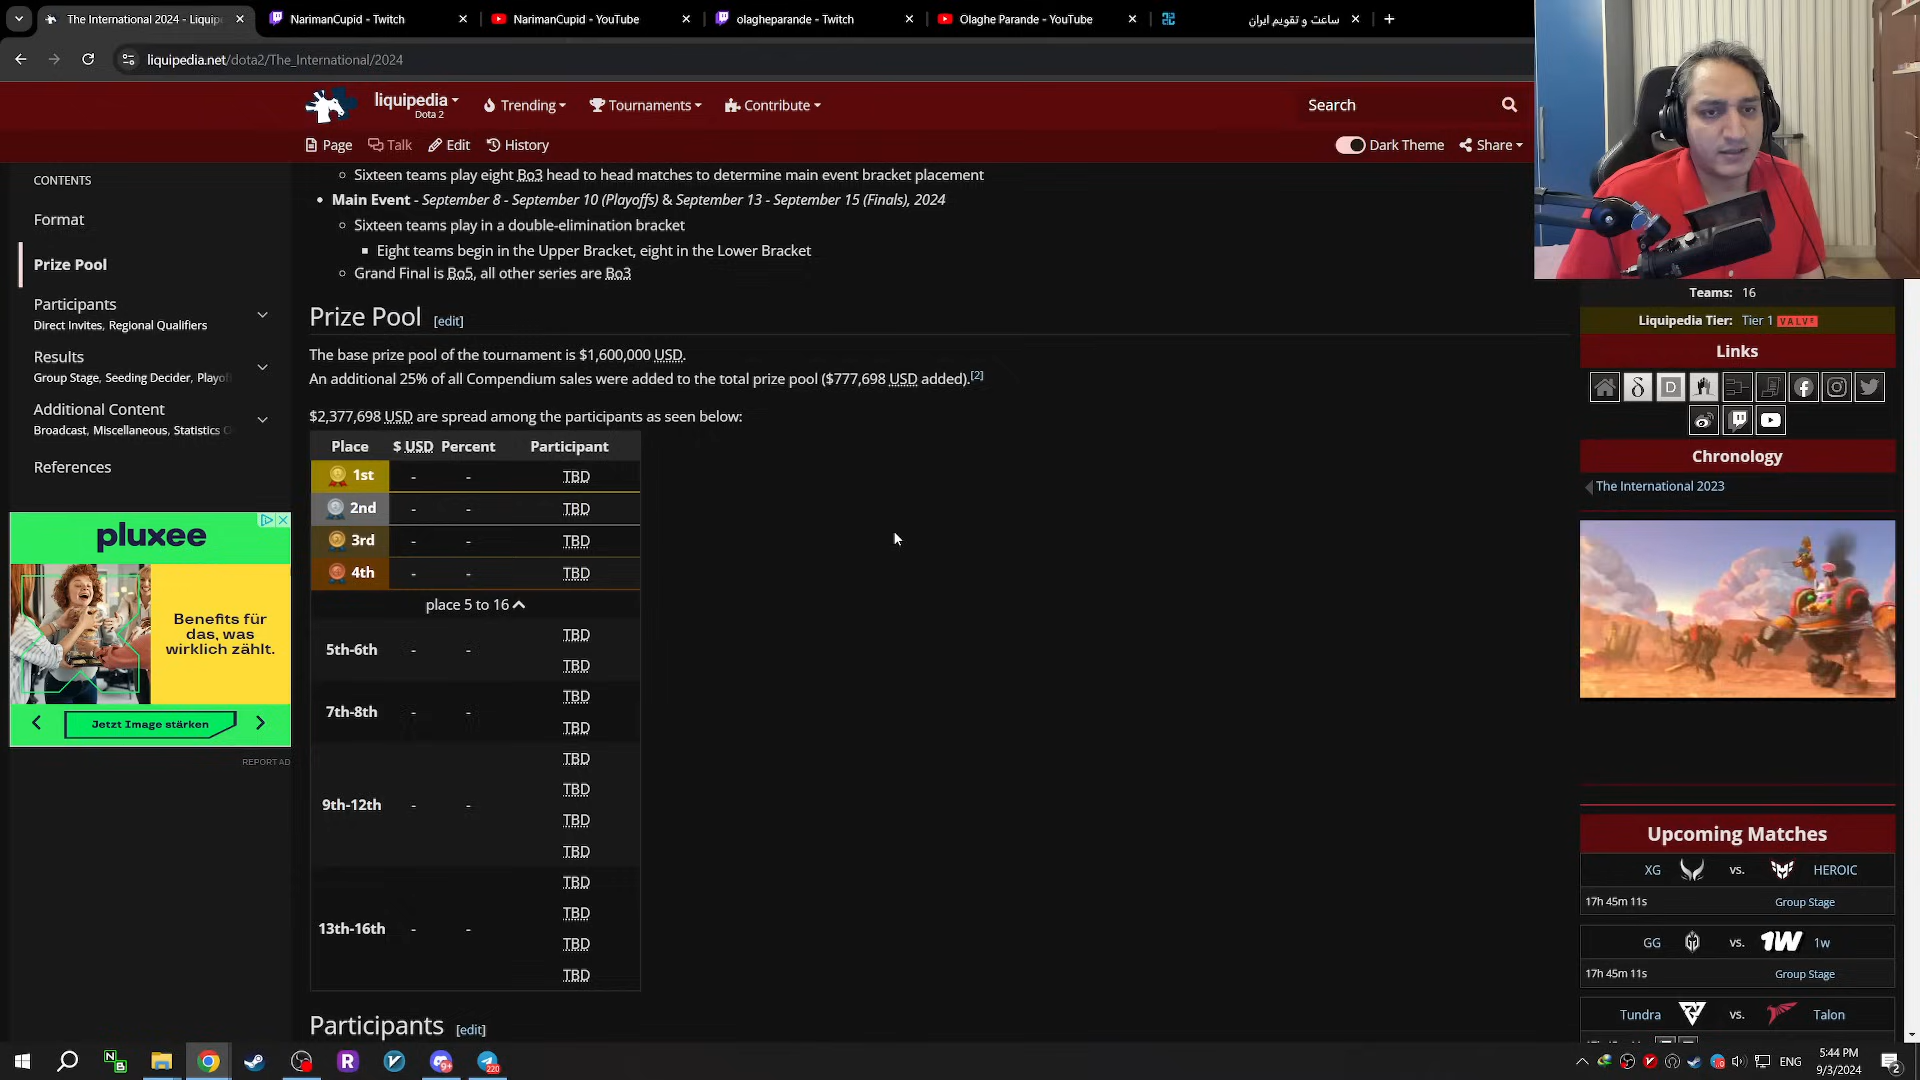 The International 2024 - Liquip
NarimanCupid - Twitch
NarimanCupid - YouTube
olagheparande - Twitch
Olaghe Parande - YouTube
ساعت و تقویم ایران
liquipedia.net/dota2/The_International/2024
liquipedia
Dota 2
Trending
Tournaments
Contribute
Search
Page
Talk
Edit
History
Dark Theme
Share
CONTENTS
Format
Prize Pool
Participants
Direct Invites, Regional Qualifiers
Results
Group Stage, Seeding Decider, Playof
Additional Content
Broadcast, Miscellaneous, Statistics
References
pluxee
Benefits für
das, was
wirklich zählt.
Jetzt Image stärken
REPORT AD
Sixteen teams play eight Bo3 head to head matches to determine main event bracket placement
Main Event - September 8 - September 10 (Playoffs) & September 13 - September 15 (Finals), 2024
Sixteen teams play in a double-elimination bracket
Eight teams begin in the Upper Bracket, eight in the Lower Bracket
Grand Final is Bo5, all other series are Bo3
Prize Pool [edit]
The base prize pool of the tournament is $1,600,000 USD.
An additional 25% of all Compendium sales were added to the total prize pool ($777,698 USD added).[2]
$2,377,698 USD are spread among the participants as seen below:
Place $ USD Percent Participant
1st - - TBD
2nd - - TBD
3rd - - TBD
4th - - TBD
place 5 to 16
5th-6th - - TBD
TBD
7th-8th - - TBD
TBD
9th-12th - - TBD
TBD
TBD
TBD
13th-16th - - TBD
TBD
TBD
TBD
Participants [edit]
Teams: 16
Liquipedia Tier: Tier 1 VALVE
Links
Chronology
The International 2023
Upcoming Matches
XG vs. HEROIC
17h 45m 11s Group Stage
GG vs. 1W 1w
17h 45m 11s Group Stage
Tundra vs. Talon
N
B
R
9+
220
ENG
5:44 PM
9/3/2024
2